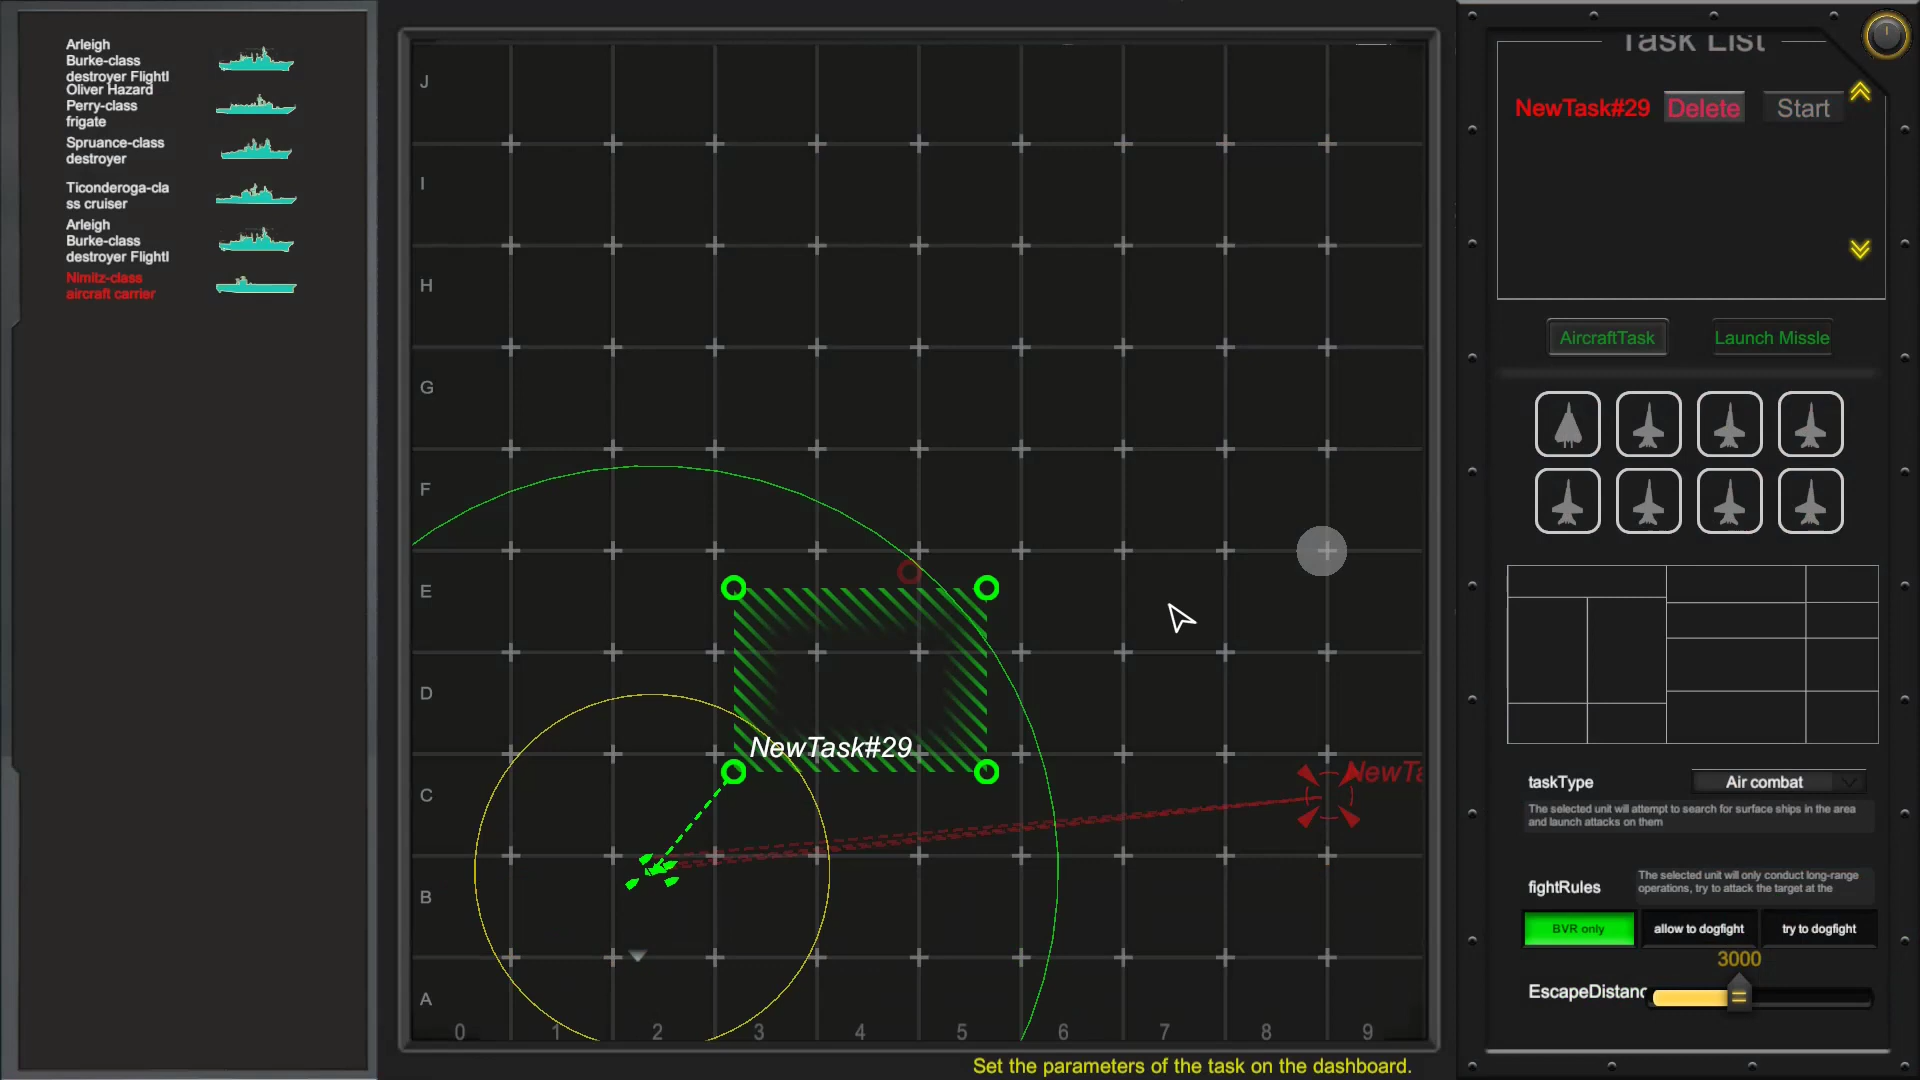 Arleigh
Burke-class
destroyer FlightI
Oliver Hazard
Perry-class
frigate
Spruance-class
destroyer
Ticonderoga-cla
ss cruiser
Arleigh
Burke-class
destroyer FlightI
Nimitz-class
aircraft carrier
J
I
H
G
F
E
D
C
B
A
0 1 2 3 4 5 6 7 8 9
NewTask#29
NewTa
Set the parameters of the task on the dashboard.
Task List
NewTask#29 Delete Start
AircraftTask Launch Missle
taskType Air combat
The selected unit will attempt to search for surface ships in the area
and launch attacks on them
fightRules
The selected unit will only conduct long-range
operations, try to attack the target at the
BVR only allow to dogfight try to dogfight
3000
EscapeDistanc